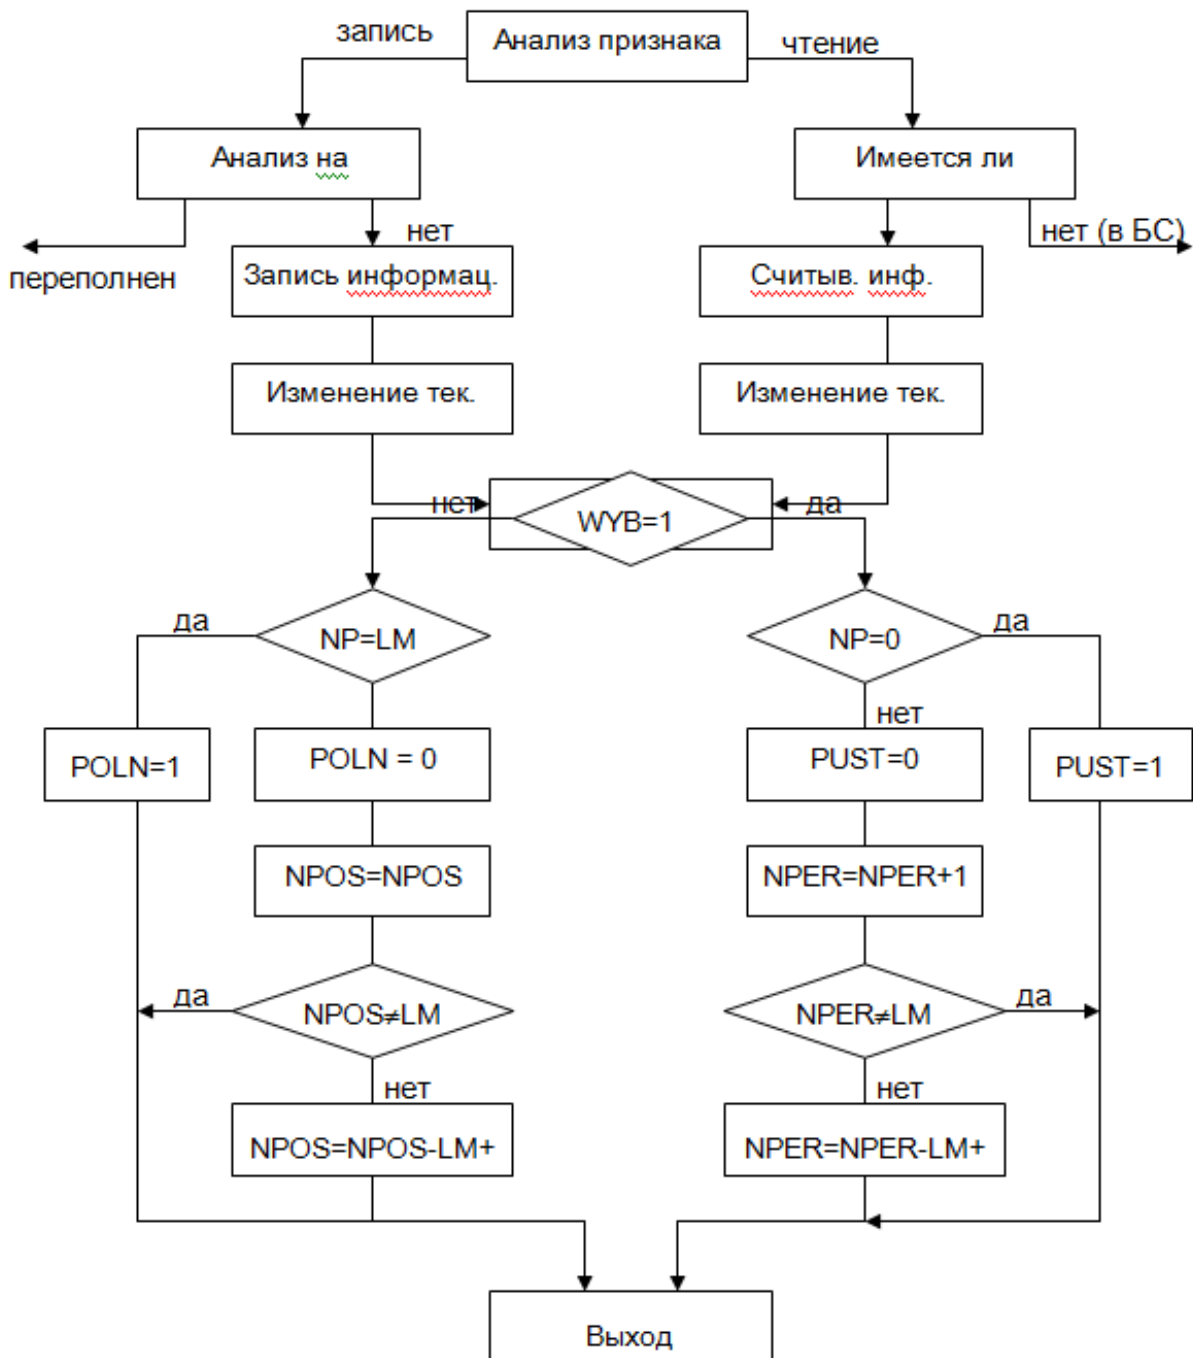 запись
Анализ признака
чтение
Анализ на
Имеется ли
переполнен
нет
нет (в БС)
Запись информац.
Считыв. инф.
Изменение тек.
Изменение тек.
нет
WYB=1
да
да
NP=LM
NP=0
да
нет
POLN=1
POLN = 0
PUST=0
PUST=1
NPOS=NPOS
NPER=NPER+1
да
NPOS≠LM
NPER≠LM
да
нет
нет
NPOS=NPOS-LM+
NPER=NPER-LM+
Выход